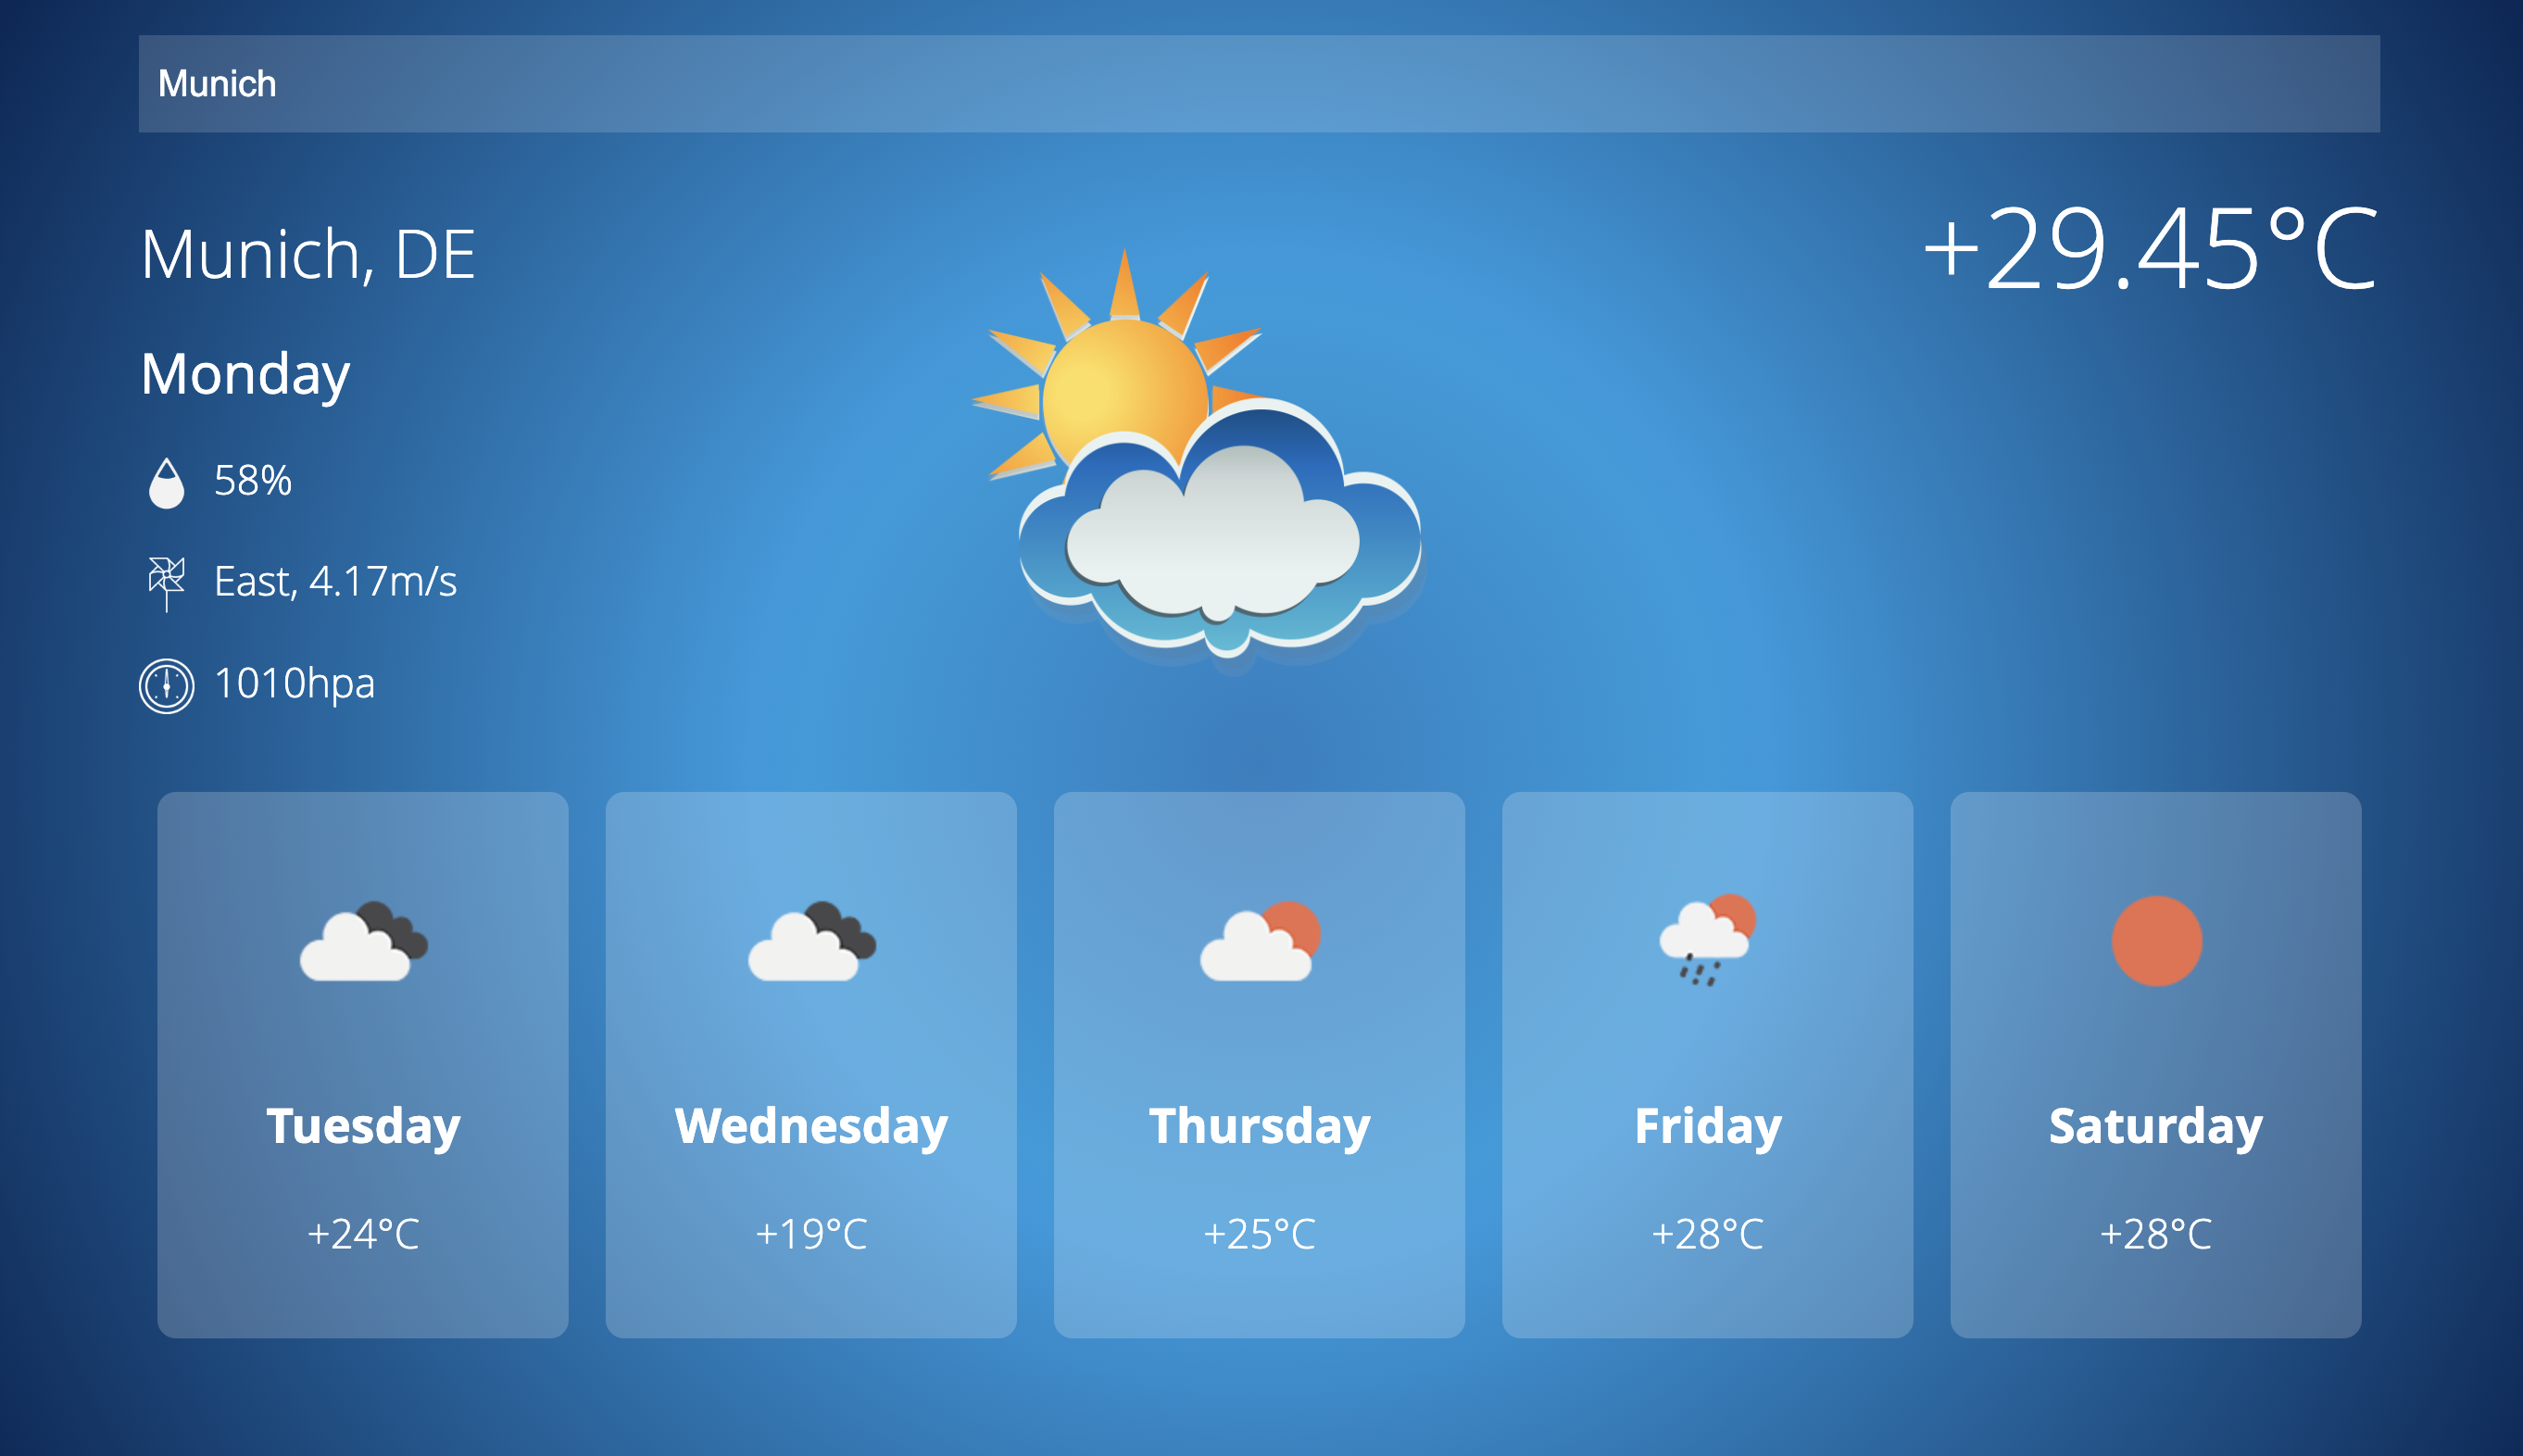 Munich
Munich, DE
+29.45°C
Monday
58%
East, 4.17m/s
1010hpa
Tuesday
+24°C
Wednesday
+19°C
Thursday
+25°C
Friday
+28°C
Saturday
+28°C